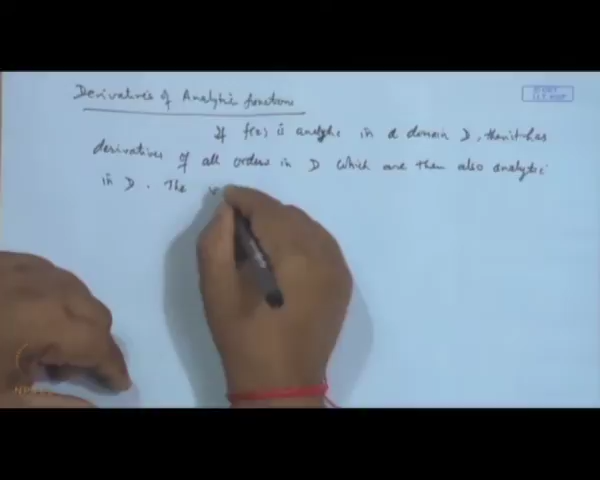 Derivatives of Analytic functions
If f(z) is analytic in a domain D, then it has
derivatives of all orders in D which are then also analytic
in D. The